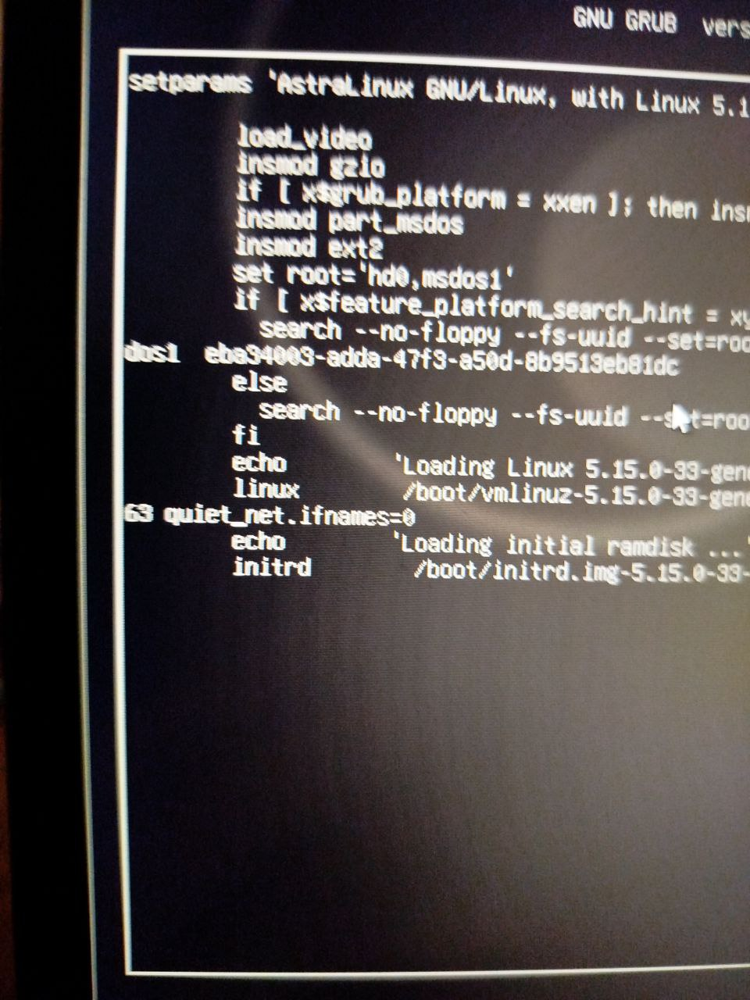 GNU GRUB vers
setparams 'AstraLinux GNU/Linux, with Linux 5.1
load_video
insmod gzio
if [ x$grub_platform = xxen ]; then insm
insmod part_msdos
insmod ext2
set root='hd0,msdos1'
if [ x$feature_platform_search_hint = xy
search --no-floppy --fs-uuid --set=roo
dos1 eba34003-adda-47f3-a50d-8b9513eb81dc
else
search --no-floppy --fs-uuid --set=roo
fi
echo 'Loading Linux 5.15.0-33-gene
linux /boot/vmlinuz-5.15.0-33-gene
63 quiet_net.ifnames=0
echo 'Loading initial ramdisk ...'
initrd /boot/initrd.img-5.15.0-33-